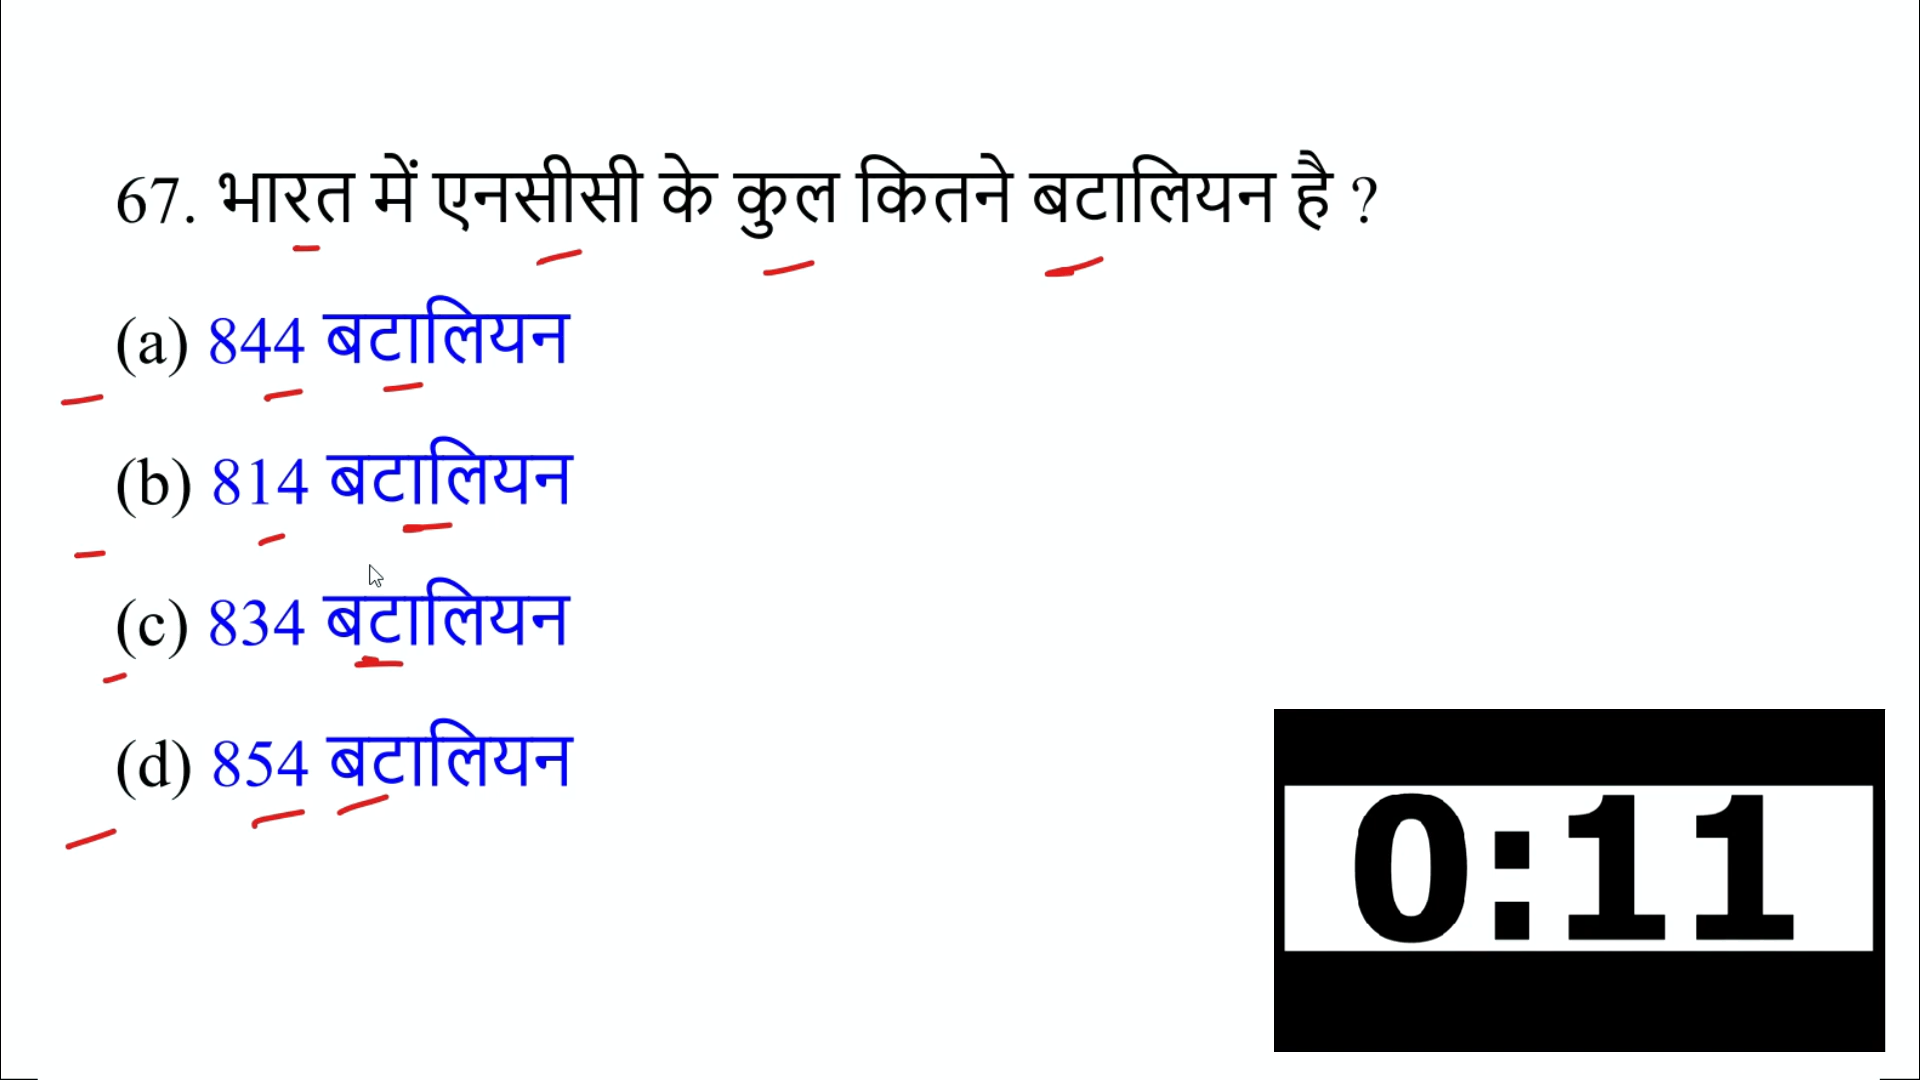 67. भारत में एनसीसी के कुल कितने बटालियन है ?
(a) 844 बटालियन
(b) 814 बटालियन
(c) 834 बटालियन
(d) 854 बटालियन
0:11